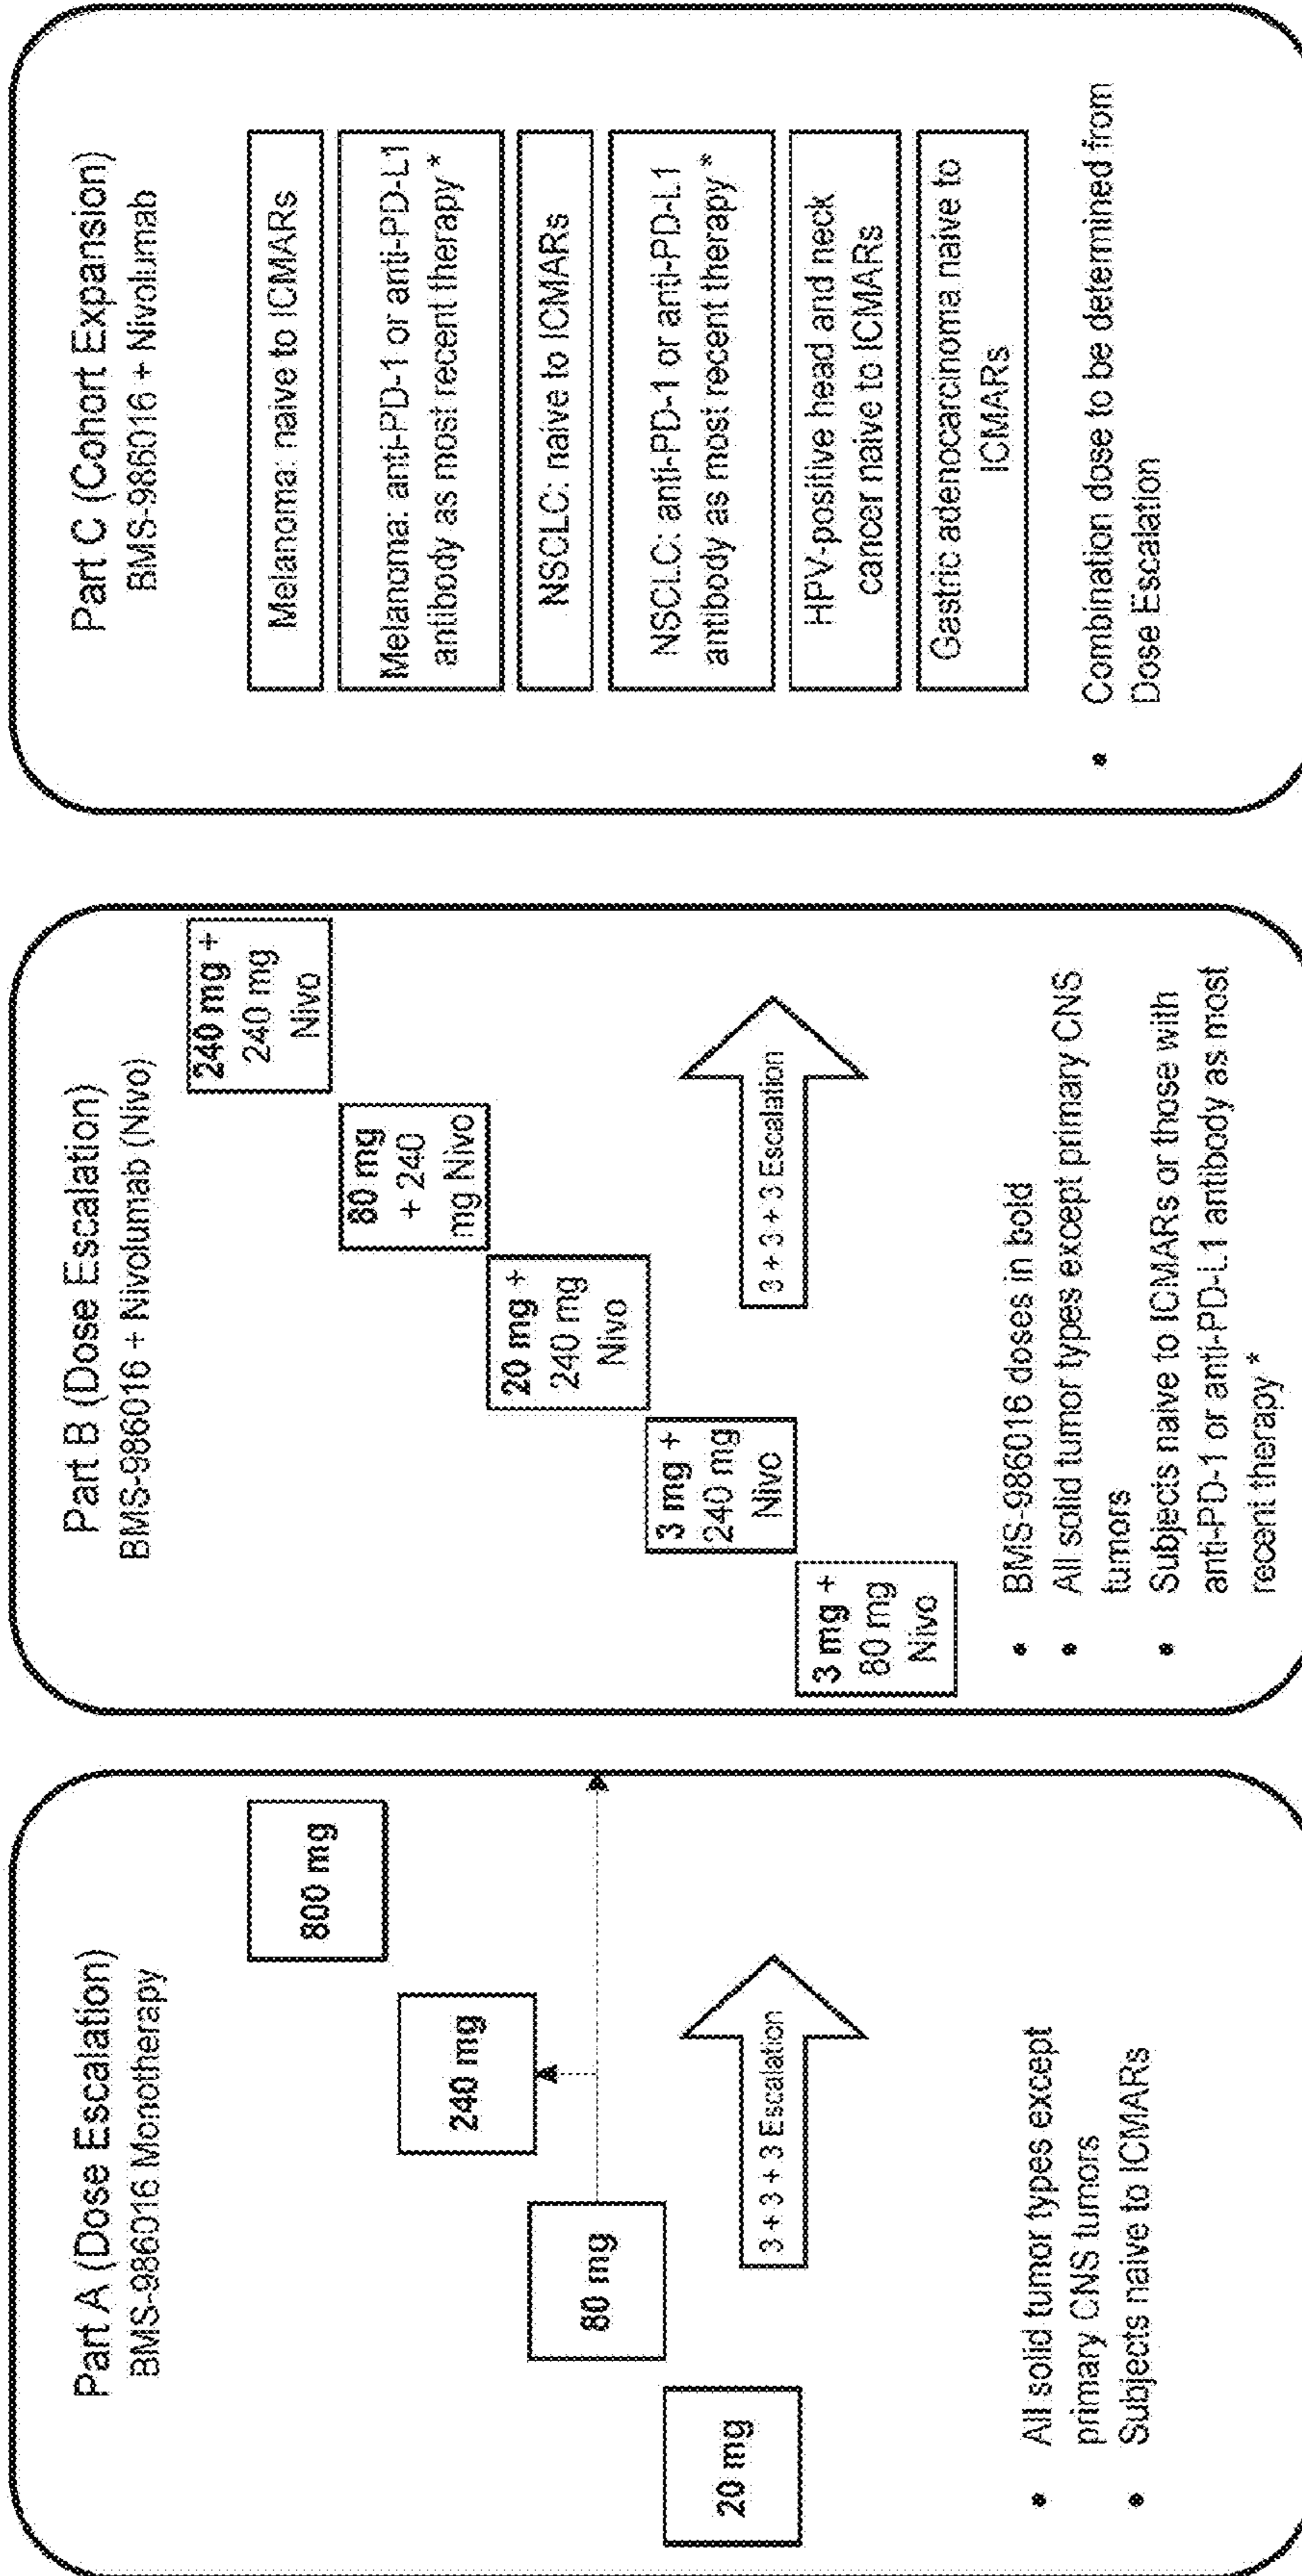 Part A (Dose Escalation)
BMS-986016 Monotherapy
800 mg
240 mg
80 mg
20 mg
3 + 3 + 3 Escalation
• All solid tumor types except
primary CNS tumors
• Subjects naive to ICMARs
Part B (Dose Escalation)
BMS-986016 + Nivolumab (Nivo)
240 mg +
240 mg
Nivo
80 mg
+ 240
mg Nivo
20 mg +
240 mg
Nivo
3 mg +
240 mg
Nivo
3 mg +
80 mg
Nivo
3 + 3 + 3 Escalation
• BMS-986016 doses in bold
• All solid tumor types except primary CNS
tumors
• Subjects naive to ICMARs or those with
anti-PD-1 or anti-PD-L1 antibody as most
recent therapy*
Part C (Cohort Expansion)
BMS-986016 + Nivolumab
Melanoma: naive to ICMARs
Melanoma: anti-PD-1 or anti-PD-L1
antibody as most recent therapy*
NSCLC: naive to ICMARs
NSCLC: anti-PD-1 or anti-PD-L1
antibody as most recent therapy*
HPV-positive head and neck
cancer naive to ICMARs
Gastric adenocarcinoma naive to
ICMARs
• Combination dose to be determined from
Dose Escalation